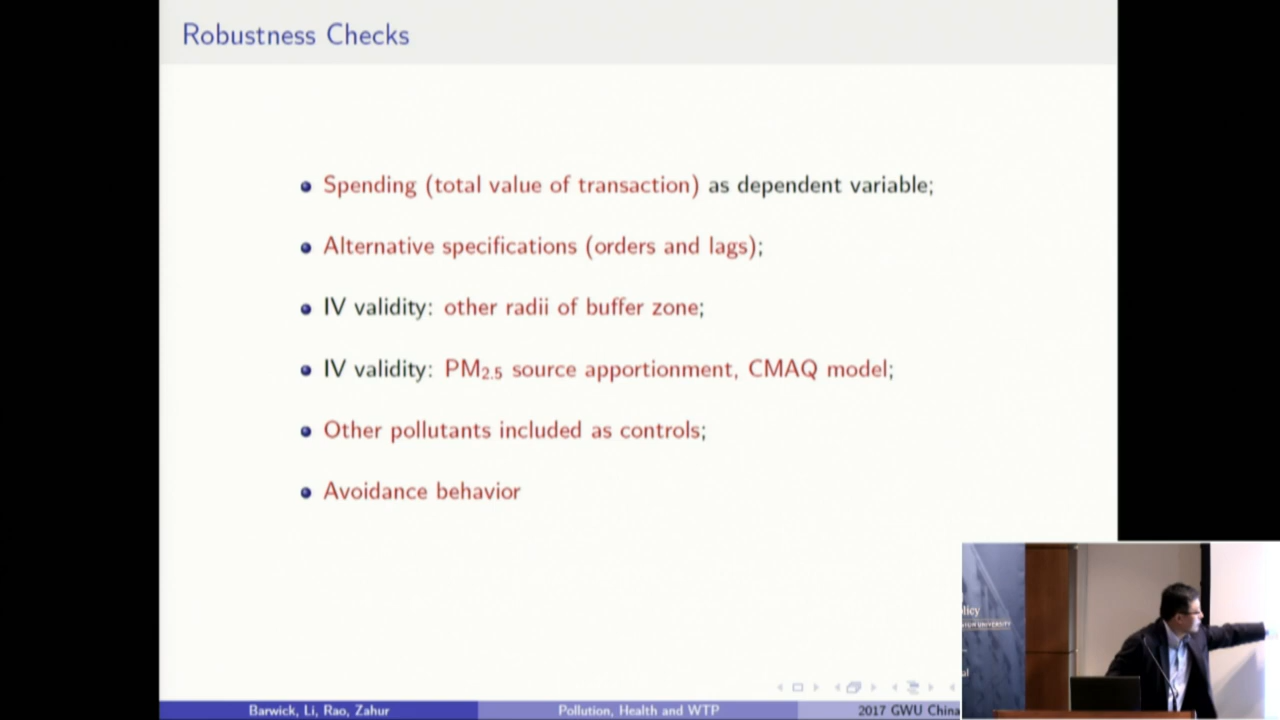 Robustness Checks
Spending (total value of transaction) as dependent variable;
Alternative specifications (orders and lags);
IV validity: other radii of buffer zone;
IV validity: PM2.5 source apportionment, CMAQ model;
Other pollutants included as controls;
Avoidance behavior
Barwick, Li, Rao, Zahur
Pollution, Health and WTP
2017 GWU China
UNIVERSITY